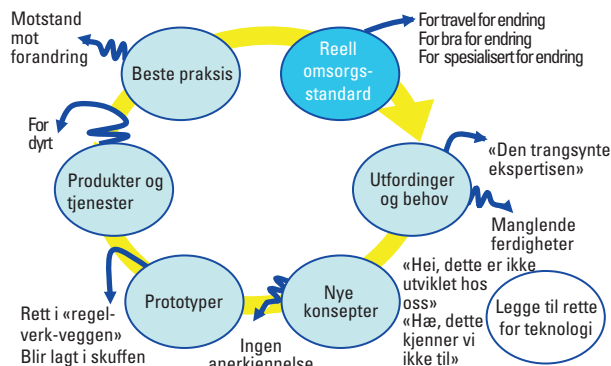 Motstand
mot
forandring
Beste praksis
Reell
omsorgs-
standard
For travel for endring
For bra for endring
For spesialisert for endring
For
dyrt
Produkter og
tjenester
Utfordinger
og behov
«Den trangsynte
ekspertisen»
Manglende
ferdigheter
Prototyper
Nye
konsepter
«Hei, dette er ikke
utviklet hos
oss»
«Hæ, dette
kjenner vi
ikke til»
Legge til rette
for teknologi
Rett i «regel-
verk-veggen»
Blir lagt i skuffen
Ingen
anerkjennelse